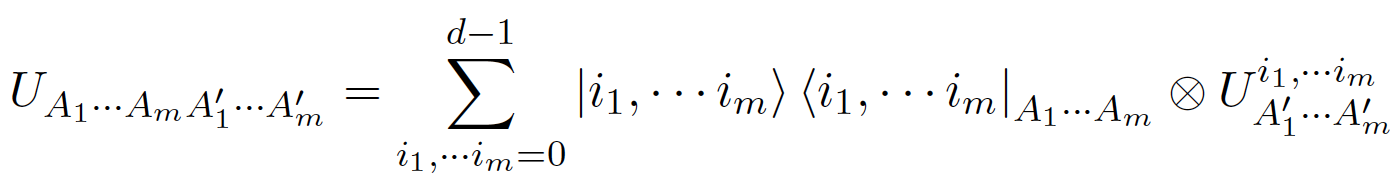 $U_{A_1 \cdots A_m A'_1 \cdots A'_m} = \sum_{i_1, \cdots i_m = 0}^{d-1} |i_1, \cdots i_m\rangle \langle i_1, \cdots i_m|_{A_1 \cdots A_m} \otimes U^{i_1, \cdots i_m}_{A'_1 \cdots A'_m}$